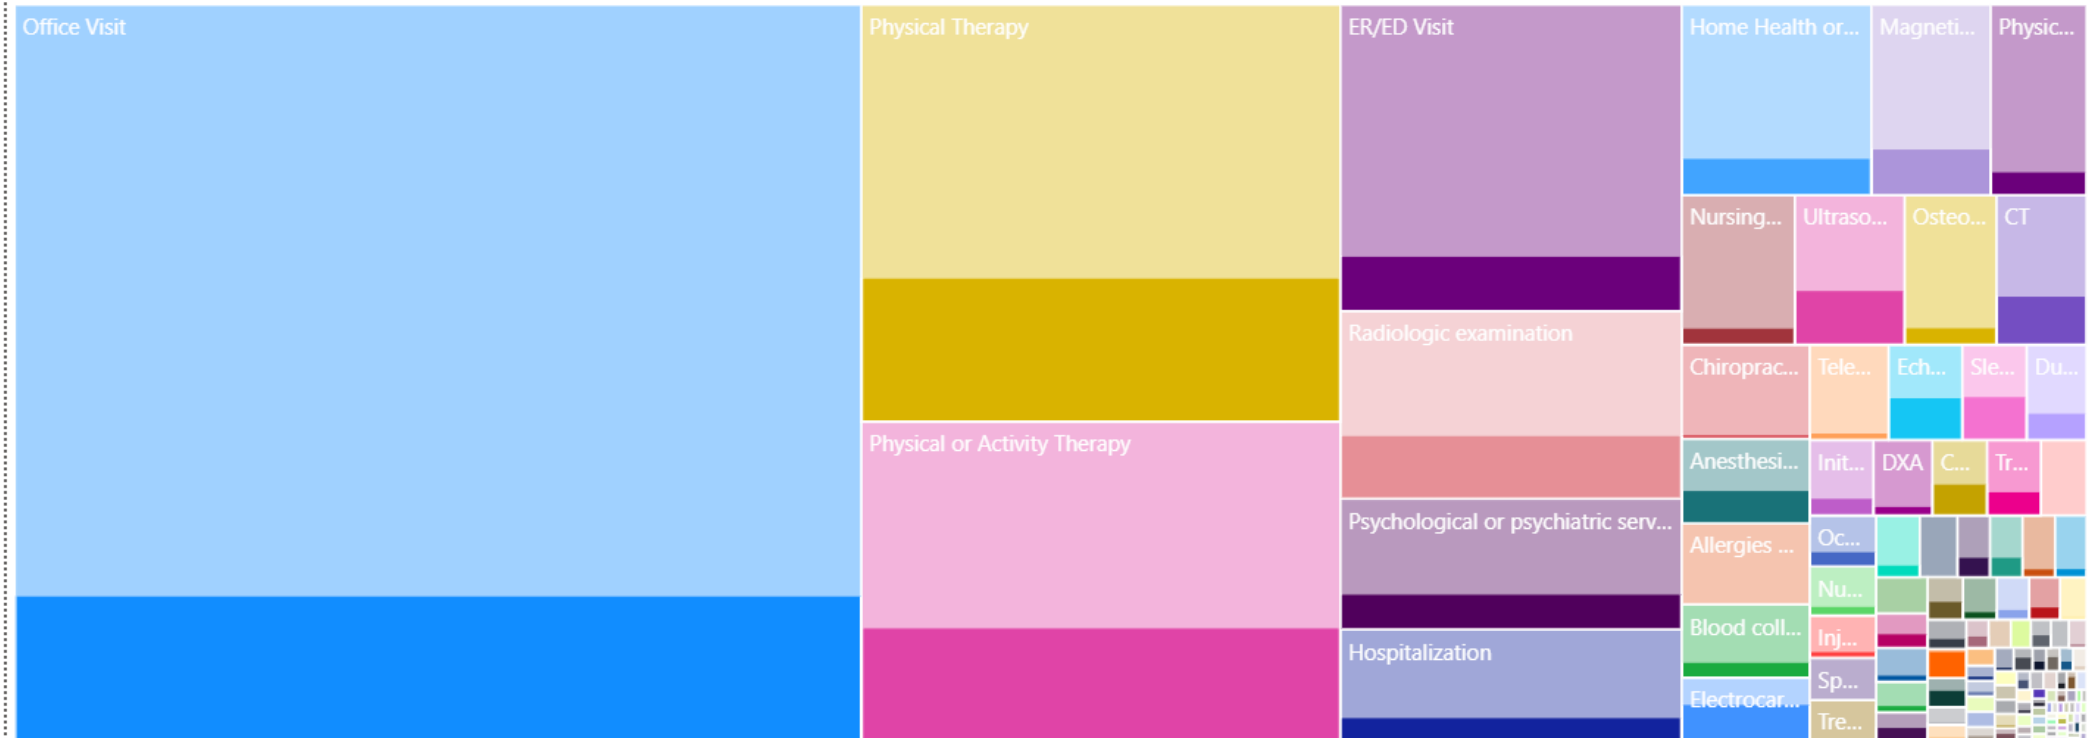 Office Visit
Physical Therapy
Physical or Activity Therapy
ER/ED Visit
Radiologic examination
Psychological or psychiatric serv...
Hospitalization
Home Health or...
Magneti...
Physic...
Nursing...
Ultraso...
Osteo...
CT
Chiroprac...
Tele...
Ech...
Sle...
Du...
Anesthesi...
Init...
DXA
C...
Tr...
Allergies ...
Oc...
Nu...
Blood coll...
Inj...
Sp...
Electrocar...
Tre...